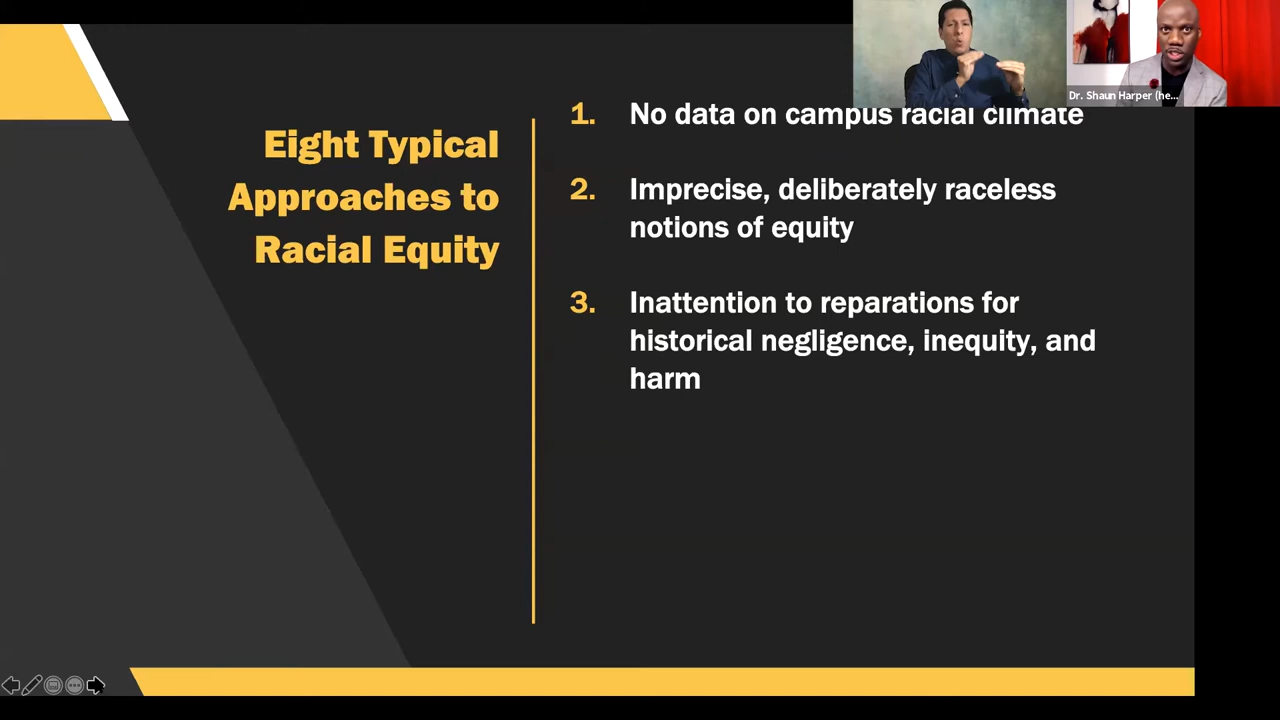 Dr. Shaun Harper (he...
Eight Typical
Approaches to
Racial Equity
1. No data on campus racial climate
2. Imprecise, deliberately raceless
notions of equity
3. Inattention to reparations for
historical negligence, inequity, and
harm